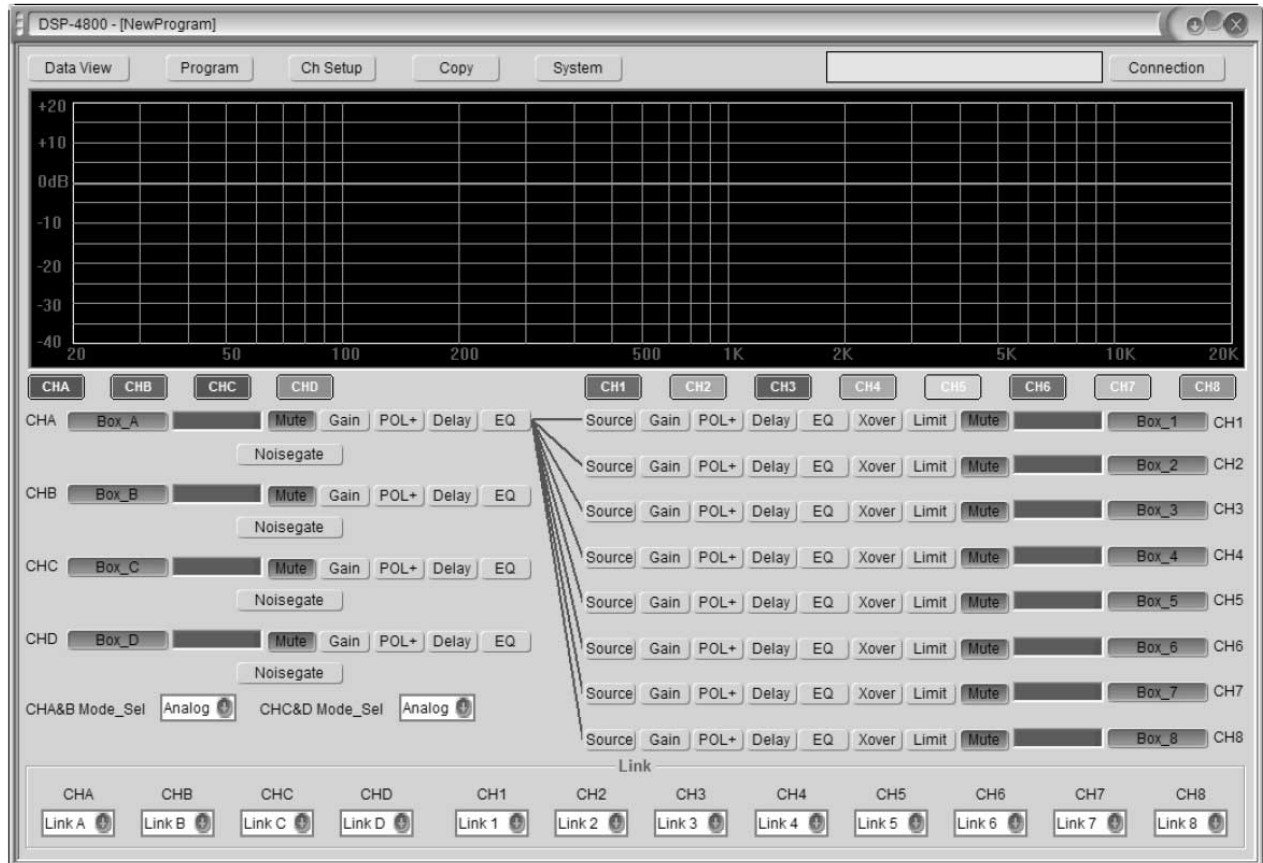 DSP-4800 - [NewProgram]
Data View Program Ch Setup Copy System Connection
+20
+10
0dB
-10
-20
-30
-40
20 50 100 200 500 1K 2K 5K 10K 20K
CHA CHB CHC CHD CH1 CH2 CH3 CH4 CH5 CH6 CH7 CH8
CHA Box_A Mute Gain POL+ Delay EQ
Noisegate
CHB Box_B Mute Gain POL+ Delay EQ
Noisegate
CHC Box_C Mute Gain POL+ Delay EQ
Noisegate
CHD Box_D Mute Gain POL+ Delay EQ
Noisegate
CHA&B Mode_Sel Analog CHC&D Mode_Sel Analog
Source Gain POL+ Delay EQ Xover Limit Mute Box_1 CH1
Source Gain POL+ Delay EQ Xover Limit Mute Box_2 CH2
Source Gain POL+ Delay EQ Xover Limit Mute Box_3 CH3
Source Gain POL+ Delay EQ Xover Limit Mute Box_4 CH4
Source Gain POL+ Delay EQ Xover Limit Mute Box_5 CH5
Source Gain POL+ Delay EQ Xover Limit Mute Box_6 CH6
Source Gain POL+ Delay EQ Xover Limit Mute Box_7 CH7
Source Gain POL+ Delay EQ Xover Limit Mute Box_8 CH8
Link
CHA CHB CHC CHD CH1 CH2 CH3 CH4 CH5 CH6 CH7 CH8
Link A Link B Link C Link D Link 1 Link 2 Link 3 Link 4 Link 5 Link 6 Link 7 Link 8